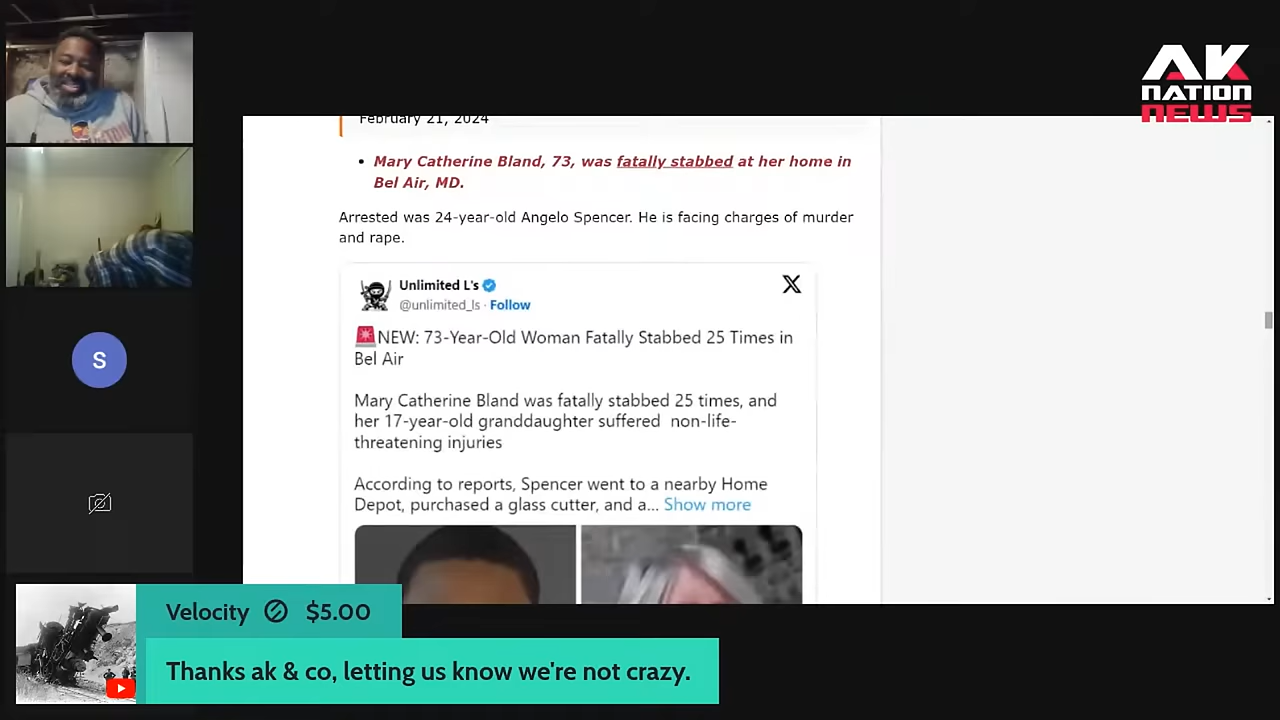 AK
NATION
NEWS
February 21, 2024
• Mary Catherine Bland, 73, was fatally stabbed at her home in
Bel Air, MD.
Arrested was 24-year-old Angelo Spencer. He is facing charges of murder
and rape.
Unlimited L's
@unlimited_ls · Follow
🚨NEW: 73-Year-Old Woman Fatally Stabbed 25 Times in
Bel Air
Mary Catherine Bland was fatally stabbed 25 times, and
her 17-year-old granddaughter suffered non-life-
threatening injuries
According to reports, Spencer went to a nearby Home
Depot, purchased a glass cutter, and a... Show more
S
Velocity $5.00
Thanks ak & co, letting us know we're not crazy.